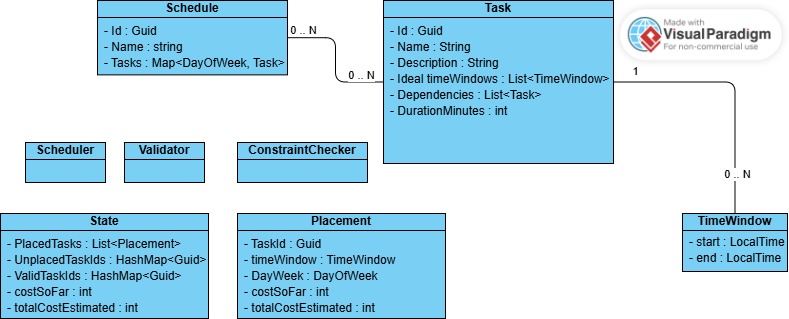 Schedule
- Id : Guid
- Name : string
- Tasks : Map<DayOfWeek, Task>
0 .. N
0 .. N
Task
- Id : Guid
- Name : String
- Description : String
- Ideal timeWindows : List<TimeWindow>
- Dependencies : List<Task>
- DurationMinutes : int
Made with
Visual Paradigm
For non-commercial use
1
0 .. N
Scheduler
Validator
ConstraintChecker
State
- PlacedTasks : List<Placement>
- UnplacedTaskIds : HashMap<Guid>
- ValidTaskIds : HashMap<Guid>
- costSoFar : int
- totalCostEstimated : int
Placement
- TaskId : Guid
- timeWindow : TimeWindow
- DayWeek : DayOfWeek
- costSoFar : int
- totalCostEstimated : int
TimeWindow
- start : LocalTime
- end : LocalTime